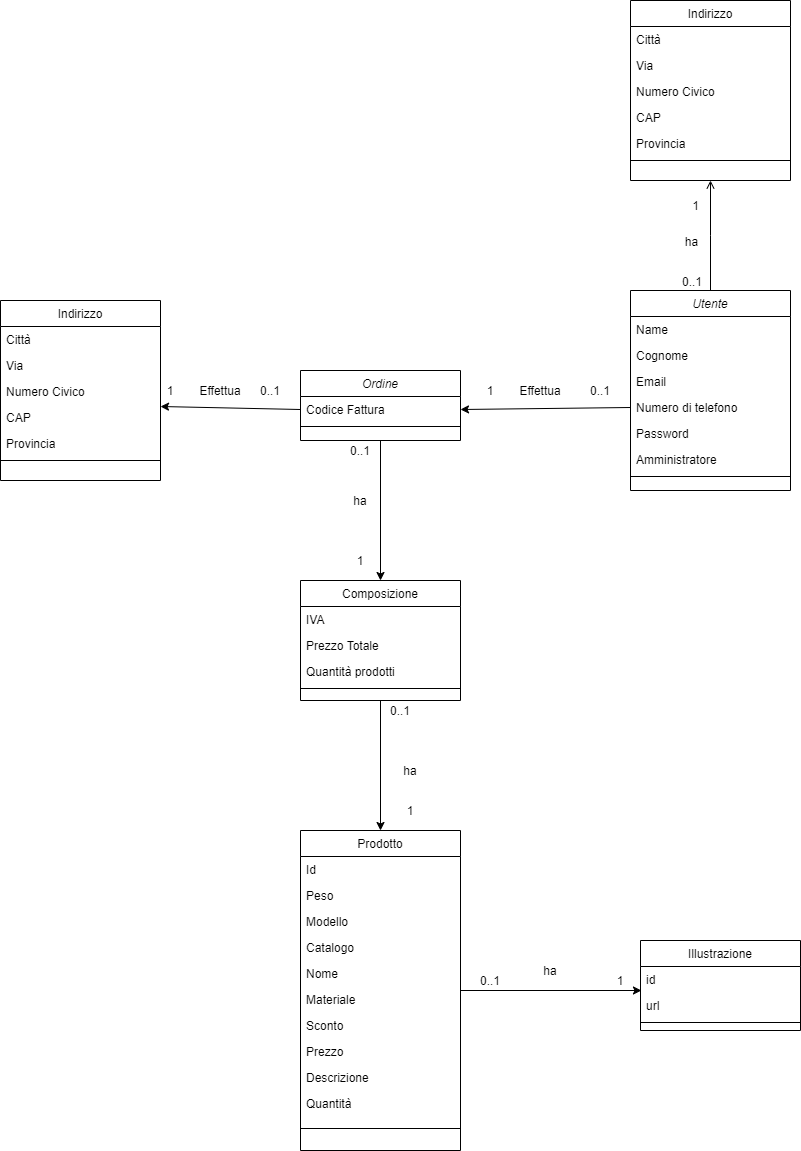 Indirizzo
Città
Via
Numero Civico
CAP
Provincia
1
ha
0..1
Utente
Name
Cognome
Email
Numero di telefono
Password
Amministratore
Indirizzo
Città
Via
Numero Civico
CAP
Provincia
1 Effettua 0..1
Ordine
Codice Fattura
1 Effettua 0..1
0..1
ha
1
Composizione
IVA
Prezzo Totale
Quantità prodotti
0..1
ha
1
Prodotto
Id
Peso
Modello
Catalogo
Nome
Materiale
Sconto
Prezzo
Descrizione
Quantità
0..1 ha 1
Illustrazione
id
url